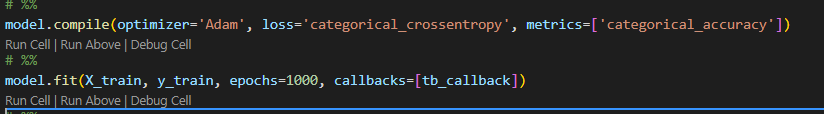 # %%
model.compile(optimizer='Adam', loss='categorical_crossentropy', metrics=['categorical_accuracy'])
Run Cell | Run Above | Debug Cell
# %%
model.fit(X_train, y_train, epochs=1000, callbacks=[tb_callback])
Run Cell | Run Above | Debug Cell
# %%